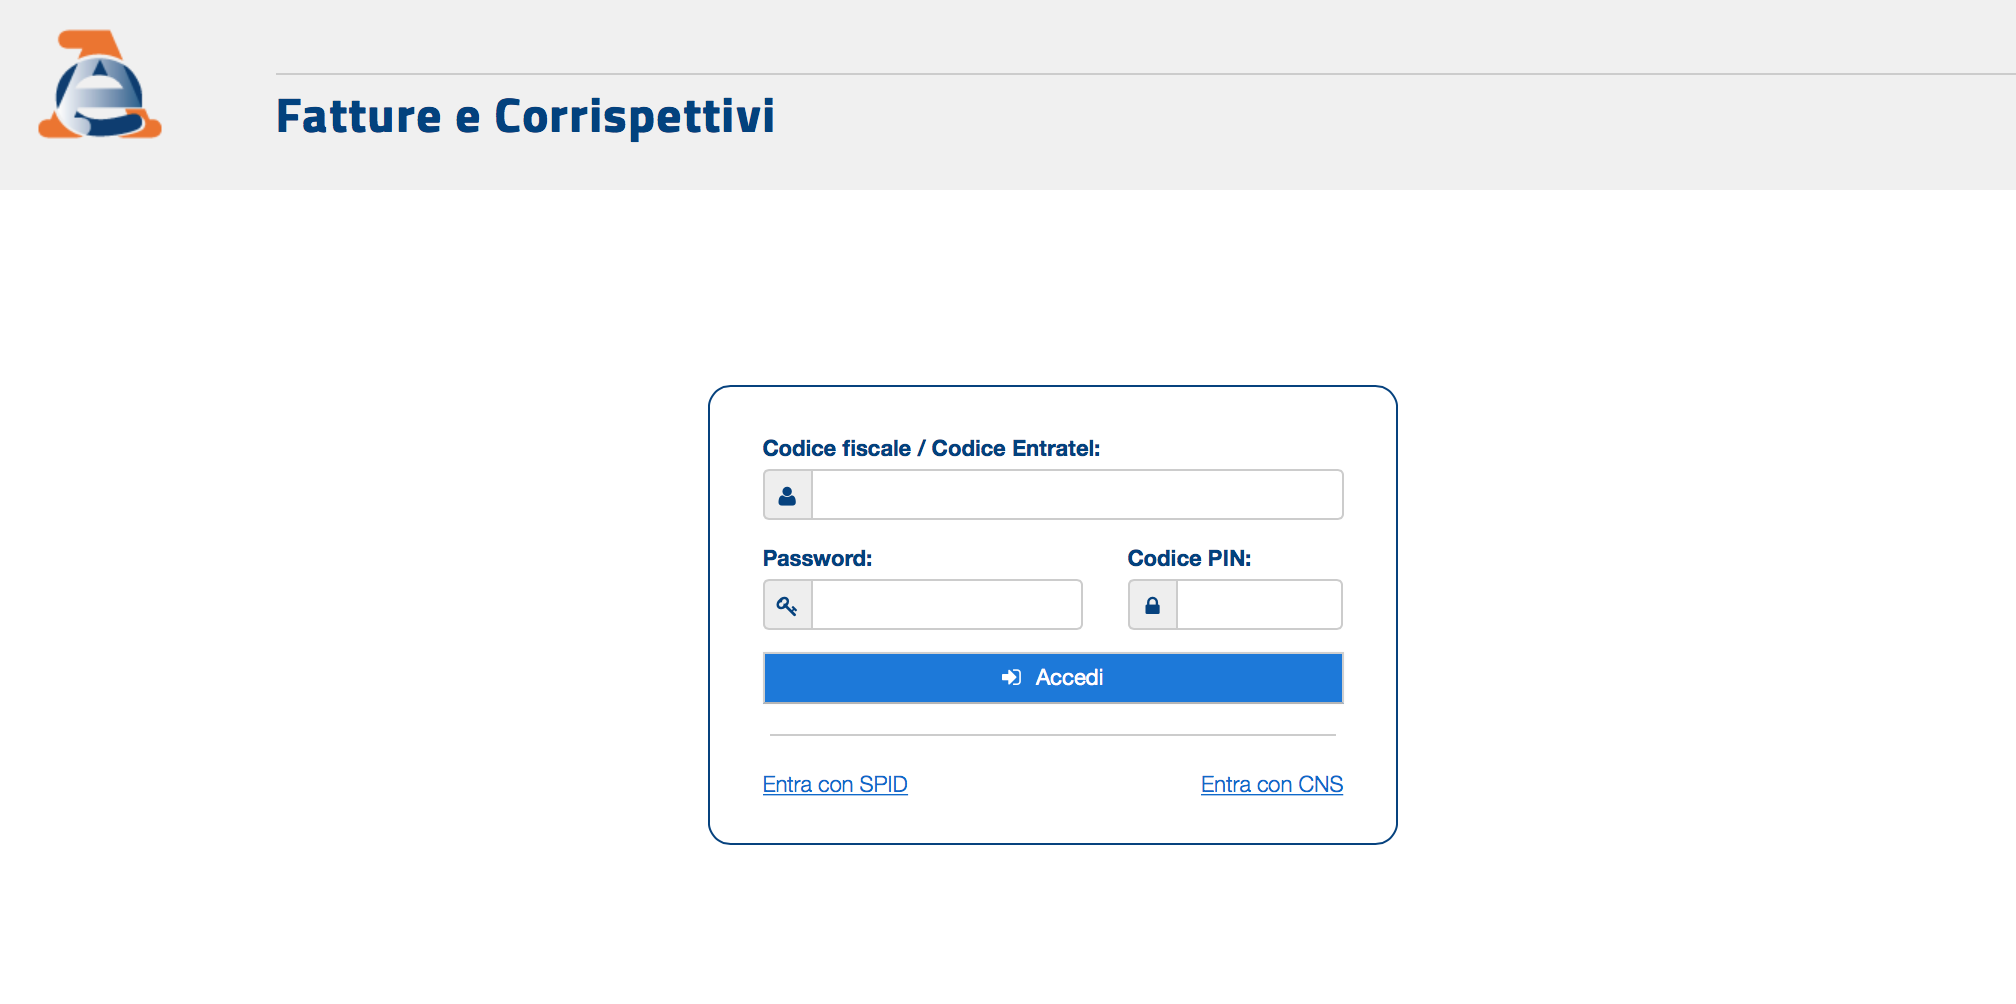 Fatture e Corrispettivi
Codice fiscale / Codice Entratel:
Password:
Codice PIN:
Accedi
Entra con SPID
Entra con CNS